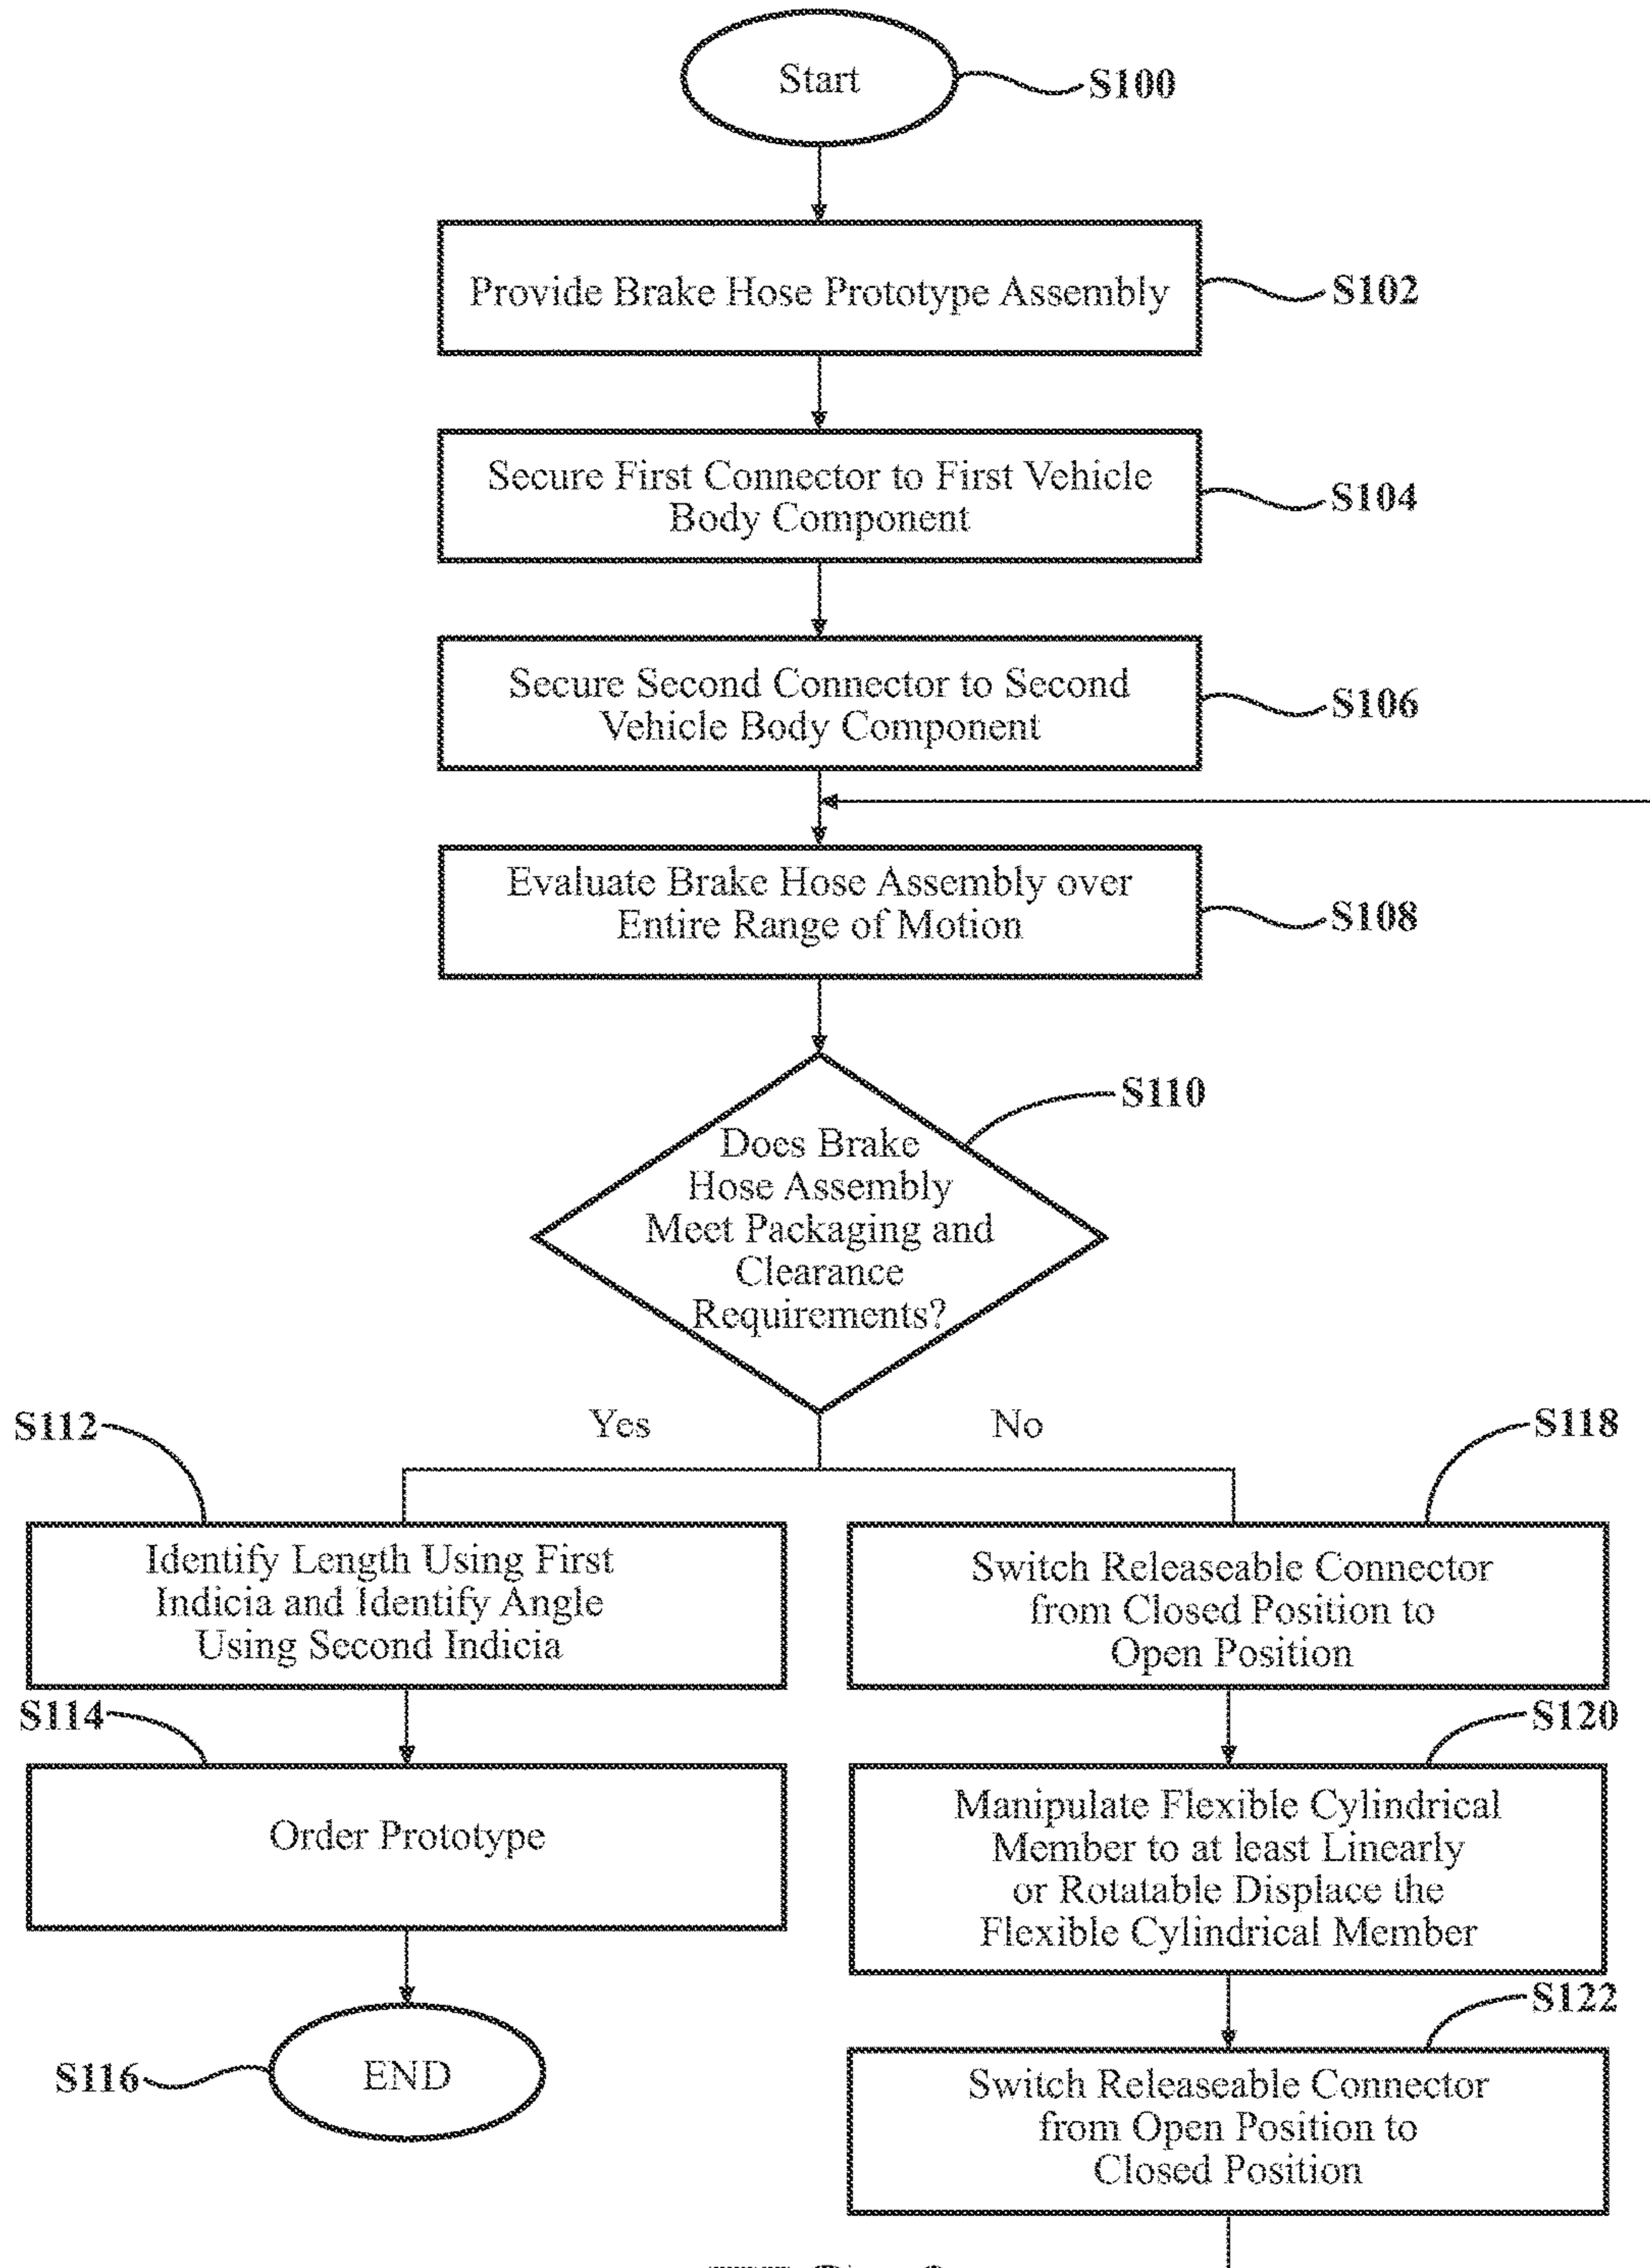 Start
S100
Provide Brake Hose Prototype Assembly
S102
Secure First Connector to First Vehicle
Body Component
S104
Secure Second Connector to Second
Vehicle Body Component
S106
Evaluate Brake Hose Assembly over
Entire Range of Motion
S108
Does Brake
Hose Assembly
Meet Packaging and
Clearance
Requirements?
S110
Yes
No
S112
Identify Length Using First
Indicia and Identify Angle
Using Second Indicia
S114
Order Prototype
S116
END
S118
Switch Releaseable Connector
from Closed Position to
Open Position
S120
Manipulate Flexible Cylindrical
Member to at least Linearly
or Rotatable Displace the
Flexible Cylindrical Member
S122
Switch Releaseable Connector
from Open Position to
Closed Position